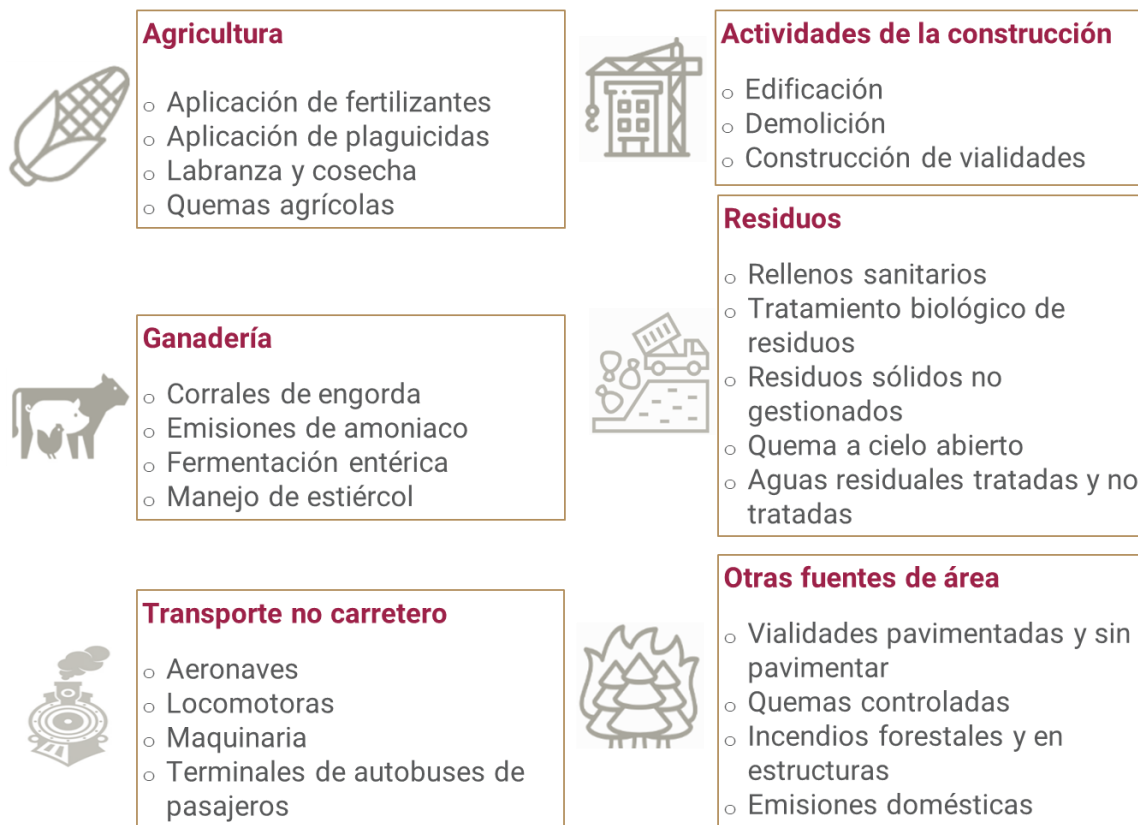 Agricultura
o Aplicación de fertilizantes
o Aplicación de plaguicidas
o Labranza y cosecha
o Quemas agrícolas
Ganadería
o Corrales de engorda
o Emisiones de amoniaco
o Fermentación entérica
o Manejo de estiércol
Transporte no carretero
o Aeronaves
o Locomotoras
o Maquinaria
o Terminales de autobuses de
pasajeros
Actividades de la construcción
o Edificación
o Demolición
o Construcción de vialidades
Residuos
o Rellenos sanitarios
o Tratamiento biológico de
residuos
o Residuos sólidos no
gestionados
o Quema a cielo abierto
o Aguas residuales tratadas y no
tratadas
Otras fuentes de área
o Vialidades pavimentadas y sin
pavimentar
o Quemas controladas
o Incendios forestales y en
estructuras
o Emisiones domésticas